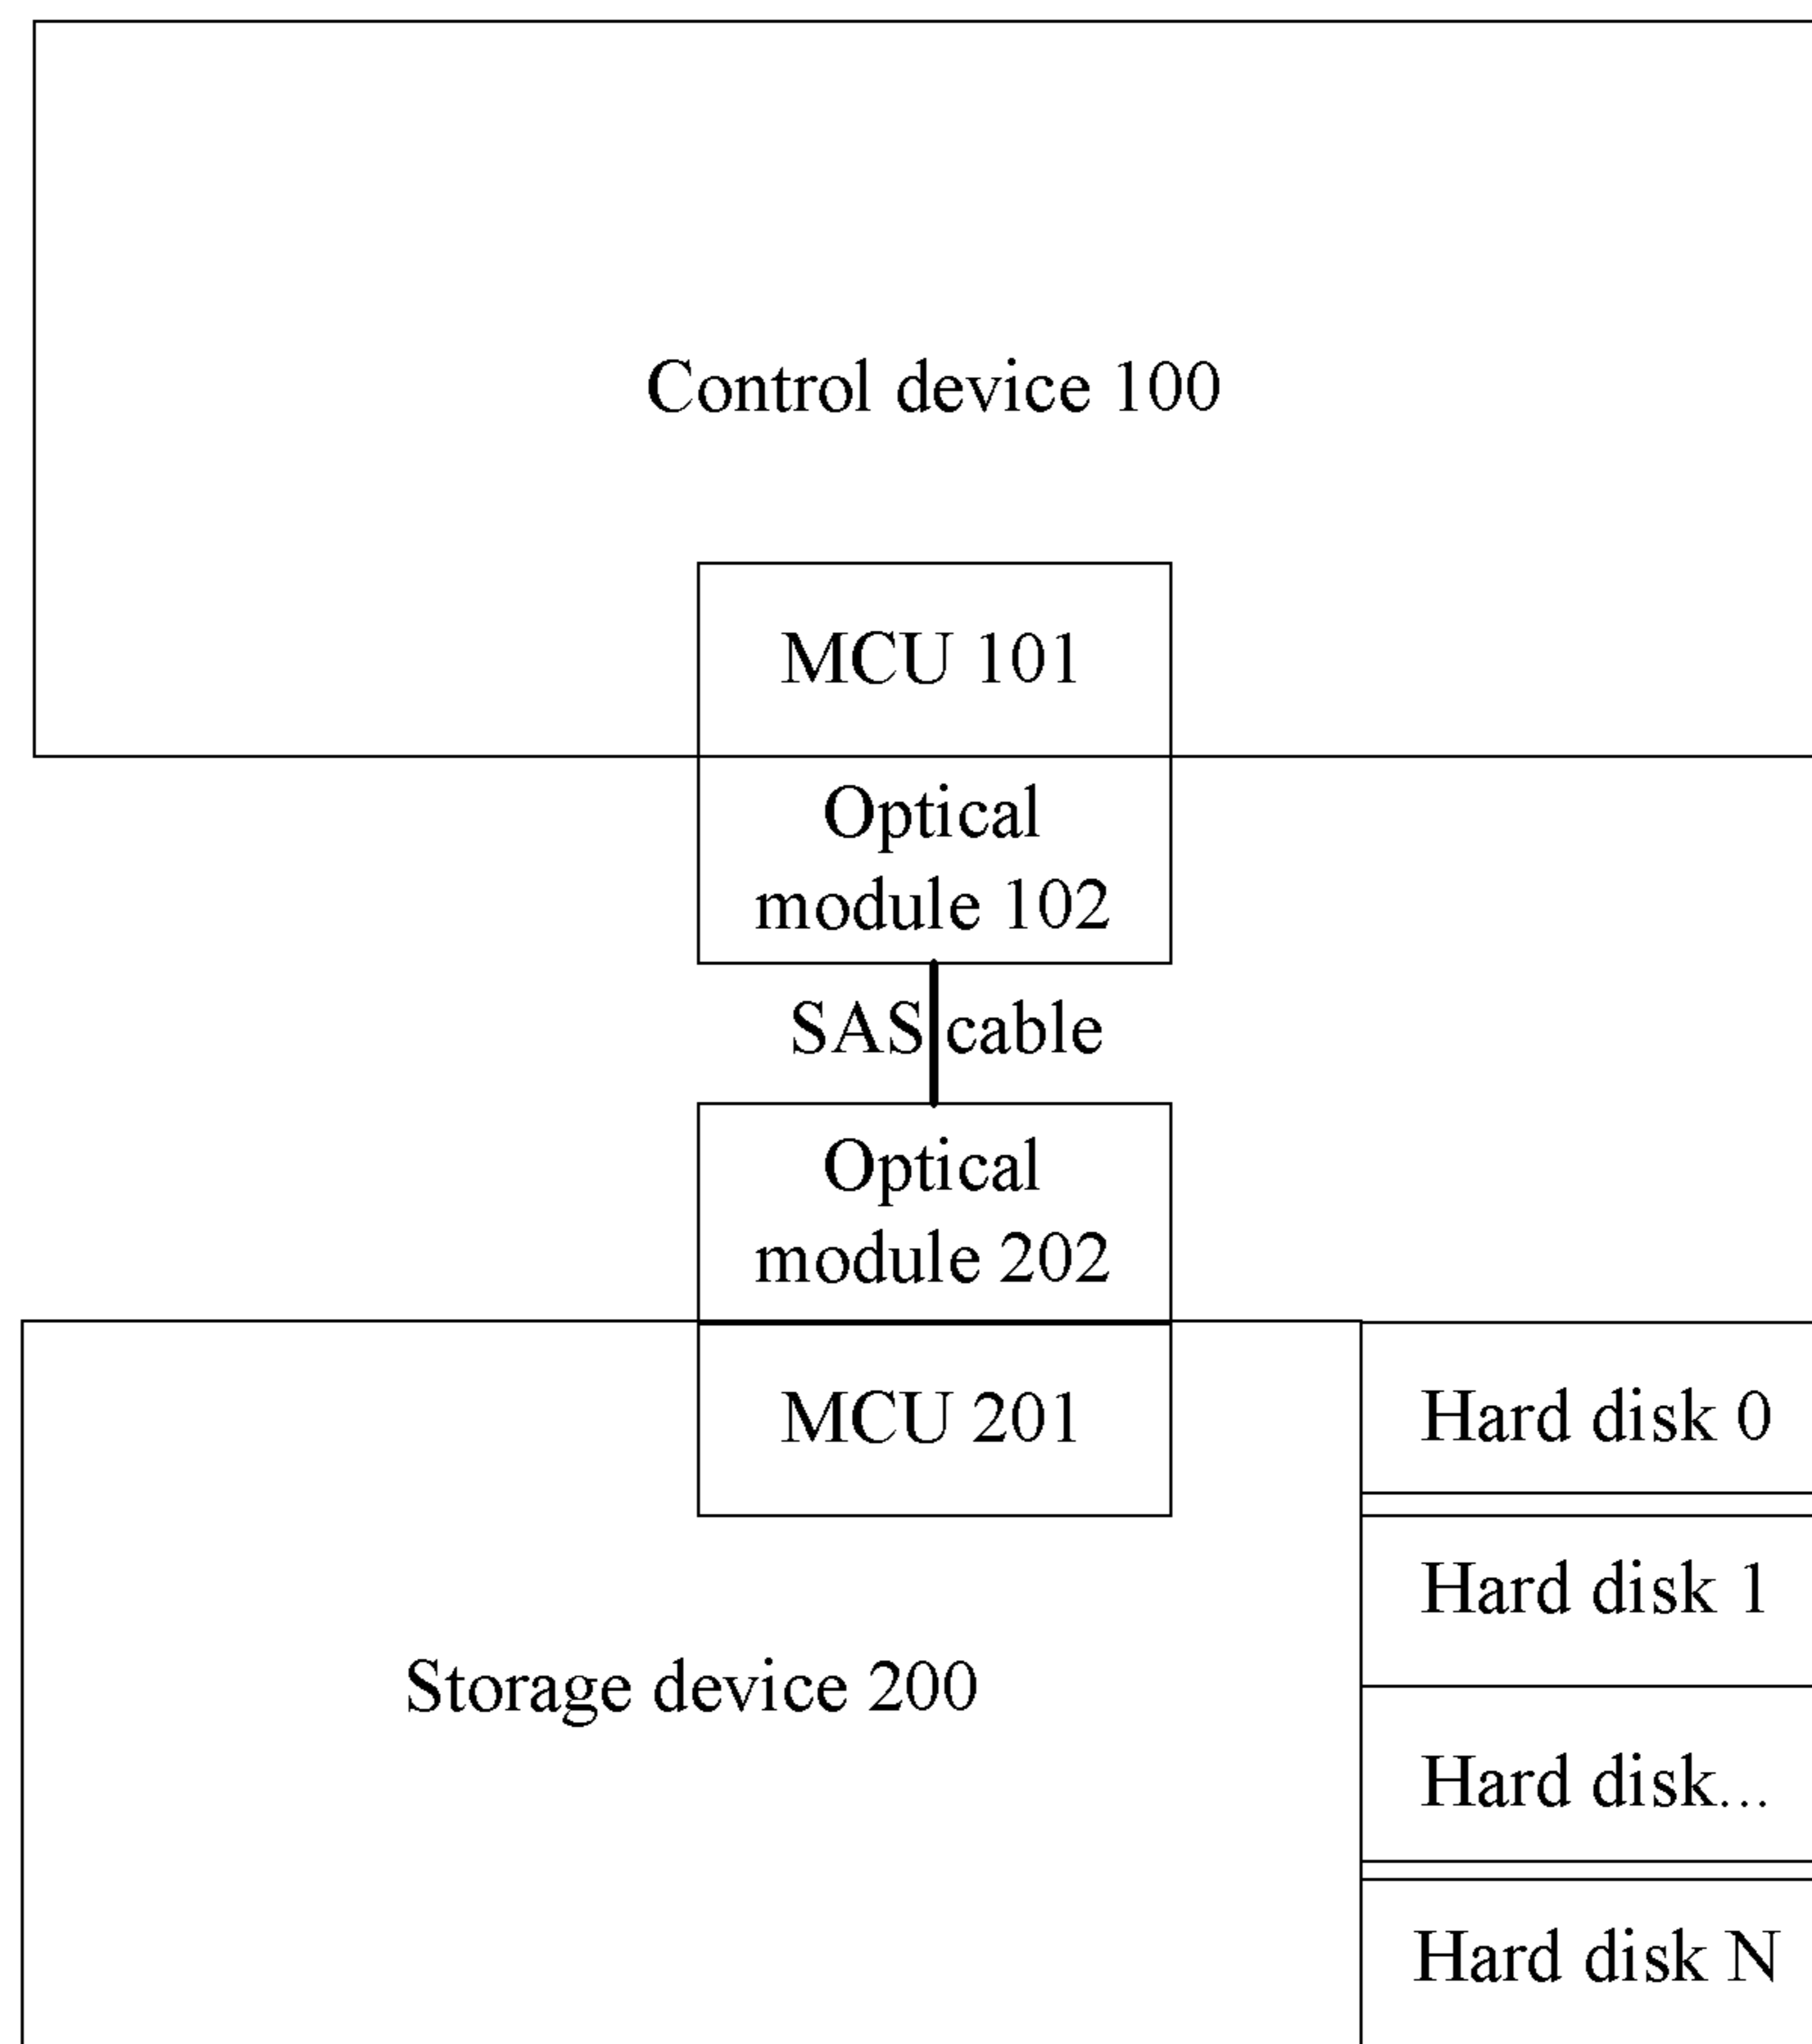 Control device 100
MCU 101
Optical
module 102
SAS cable
Optical
module 202
MCU 201
Hard disk 0
Hard disk 1
Storage device 200
Hard disk...
Hard disk N